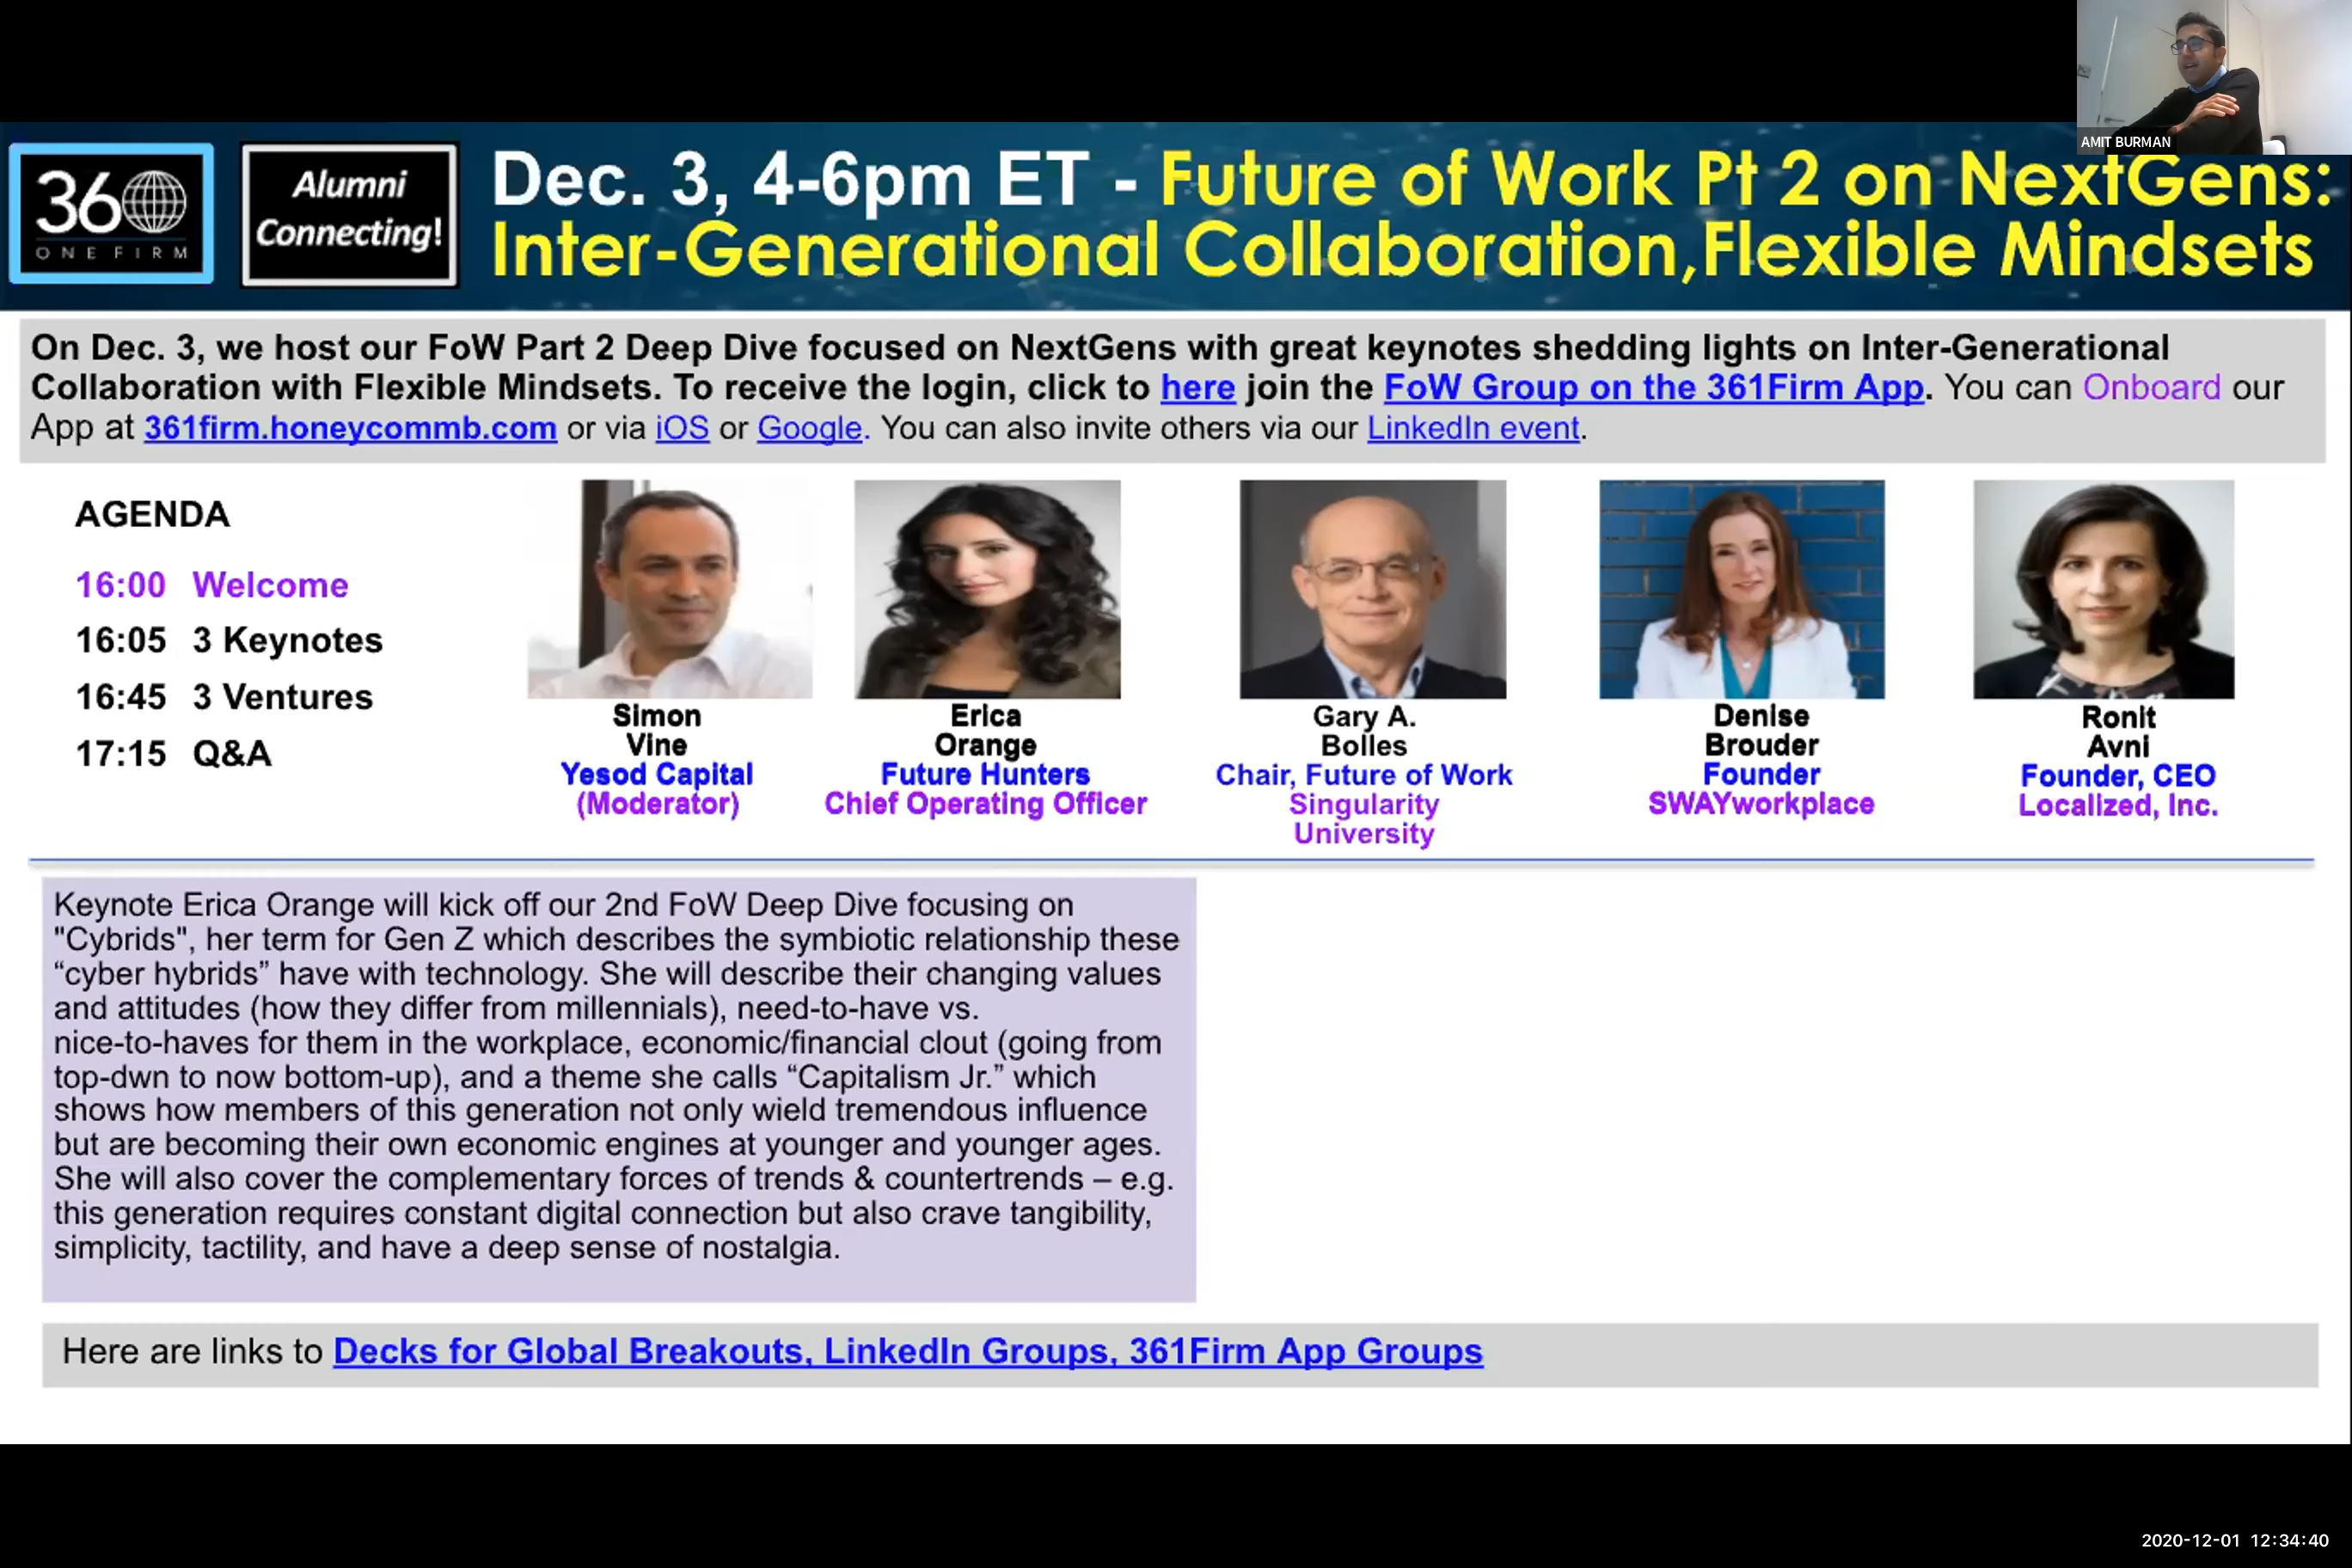 AMIT BURMAN
360
ONE FIRM
Alumni
Connecting!
Dec. 3, 4-6pm ET - Future of Work Pt 2 on NextGens:
Inter-Generational Collaboration,Flexible Mindsets
On Dec. 3, we host our FoW Part 2 Deep Dive focused on NextGens with great keynotes shedding lights on Inter-Generational
Collaboration with Flexible Mindsets. To receive the login, click to here join the FoW Group on the 361Firm App. You can Onboard our
App at 361firm.honeycommb.com or via iOS or Google. You can also invite others via our LinkedIn event.
AGENDA
16:00 Welcome
16:05 3 Keynotes
16:45 3 Ventures
17:15 Q&A
Simon
Vine
Yesod Capital
(Moderator)
Erica
Orange
Future Hunters
Chief Operating Officer
Gary A.
Bolles
Chair, Future of Work
Singularity
University
Denise
Brouder
Founder
SWAYworkplace
Ronit
Avni
Founder, CEO
Localized, Inc.
Keynote Erica Orange will kick off our 2nd FoW Deep Dive focusing on
"Cybrids", her term for Gen Z which describes the symbiotic relationship these
“cyber hybrids” have with technology. She will describe their changing values
and attitudes (how they differ from millennials), need-to-have vs.
nice-to-haves for them in the workplace, economic/financial clout (going from
top-dwn to now bottom-up), and a theme she calls “Capitalism Jr.” which
shows how members of this generation not only wield tremendous influence
but are becoming their own economic engines at younger and younger ages.
She will also cover the complementary forces of trends & countertrends – e.g.
this generation requires constant digital connection but also crave tangibility,
simplicity, tactility, and have a deep sense of nostalgia.
Here are links to Decks for Global Breakouts, LinkedIn Groups, 361Firm App Groups
2020-12-01 12:34:40